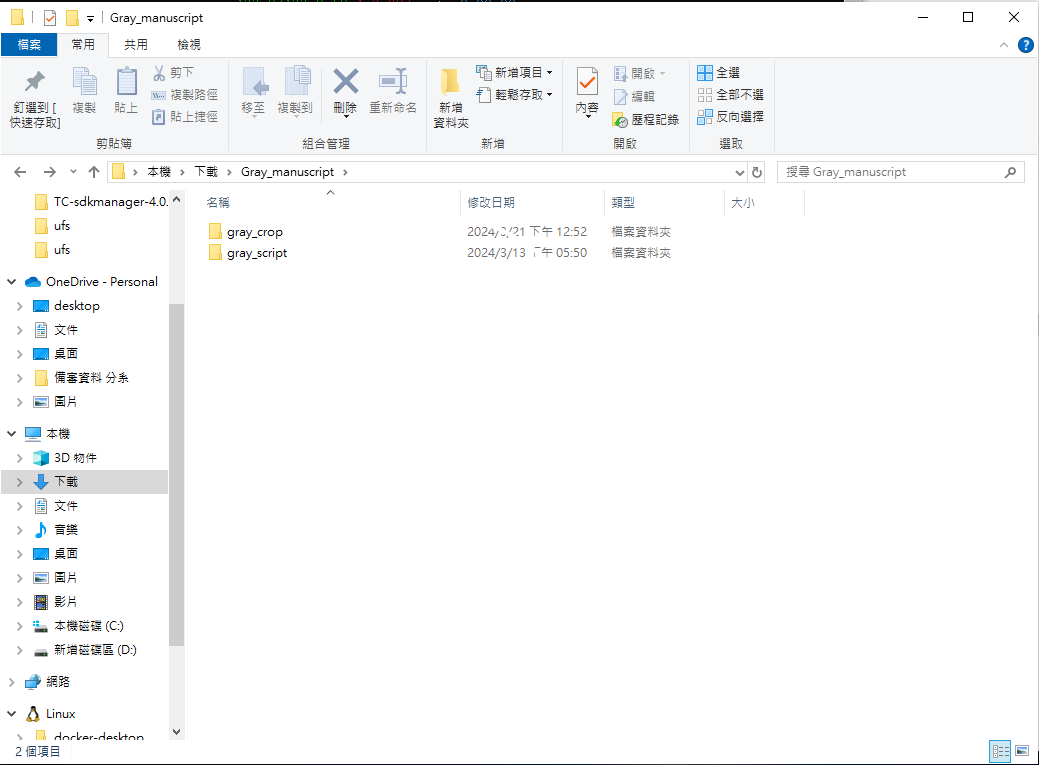 Gray_manuscript
檔案 常用 共用 檢視
釘選到 [
快速存取]
複製
貼上
剪下
複製路徑
貼上捷徑
剪貼簿
移至
複製到
刪除
重新命名
組合管理
新增
資料夾
新增項目
輕鬆存取
新增
內容
開啟
編輯
歷程記錄
開啟
全選
全部不選
反向選擇
選取
本機 › 下載 › Gray_manuscript ›
搜尋 Gray_manuscript
TC-sdkmanager-4.0.
ufs
ufs
OneDrive - Personal
desktop
文件
桌面
備審資料 分系
圖片
本機
3D 物件
下載
文件
音樂
桌面
圖片
影片
本機磁碟 (C:)
新增磁碟區 (D:)
網路
Linux
docker-desktop
名稱 修改日期 類型 大小
gray_crop 下午 12:52 檔案資料夾
gray_script 2024/3/13 下午 05:50 檔案資料夾
2 個項目